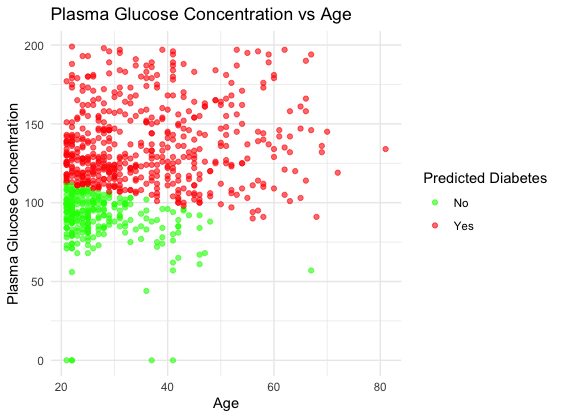 Plasma Glucose Concentration vs Age
Plasma Glucose Concentration
200
150
100
50
0
20
40
60
80
Age
Predicted Diabetes
No
Yes